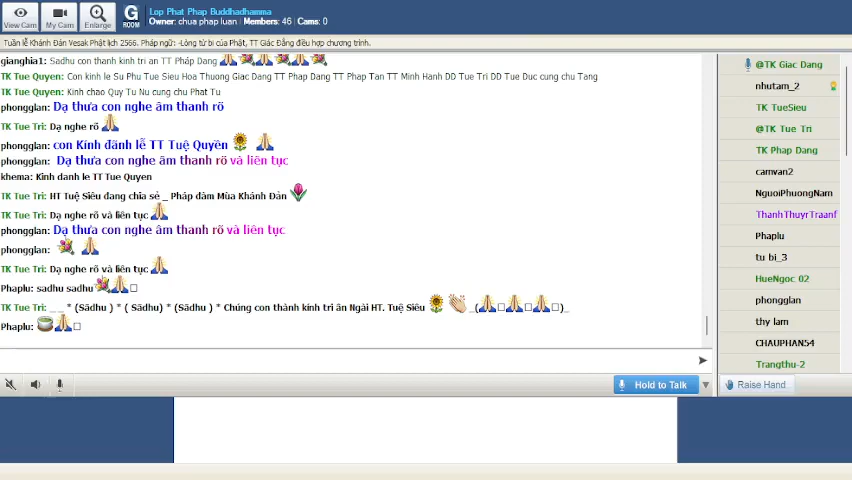 Lop Phat Phap Buddhadhamma
Owner: chua phap luan , Members: 46 , Cams: 0
View Cam
My Cam
Enlarge
G
ROOM
Tuần lễ Khánh Đản Vesak Phật lịch 2566. Pháp ngữ: -Lòng từ bi của Phật, TT Giác Đẳng điều hợp chương trình.
gianghia1: Sadhu con thanh kinh tri an TT Pháp Dang
TK Tue Quyen: Con kinh le Su Phu Tue Sieu Hoa Thuong Giac Dang TT Phap Dang TT Phap Tan TT Minh Hanh DD Tue Tri DD Tue Duc cung chu Tang
TK Tue Quyen: Kinh chao Quy Tu Nu cung chu Phat Tu
phongglan: Dạ thưa con nghe âm thanh rõ
TK Tue Tri: Dạ nghe rõ
phongglan: con Kính đãnh lễ TT Tuệ Quyền
phongglan: Dạ thưa con nghe âm thanh rõ và liên tục
khema: Kinh danh le TT Tue Quyen
TK Tue Tri: HT Tuệ Siêu đang chia sẻ _ Pháp đàm Mùa Khánh Đản
TK Tue Tri: Dạ nghe rõ và liên tục
phongglan: Dạ thưa con nghe âm thanh rõ và liên tục
phongglan:
TK Tue Tri: Dạ nghe rõ và liên tục
Phaplu: sadhu sadhu
TK Tue Tri: _ _ * (Sādhu ) * ( Sādhu)* (Sādhu ) * Chúng con thành kính tri ân Ngài HT. Tuệ Siêu _( )_
Phaplu:
Hold to Talk
@TK Giac Dang
nhutam_2
TK TueSieu
@TK Tue Tri
TK Phap Dang
camvan2
NguoiPhuongNam
ThanhThuyrTraanf
Phaplu
tu bi_3
HueNgoc 02
phongglan
thy lam
CHAUPHAN54
Trangthu-2
Raise Hand